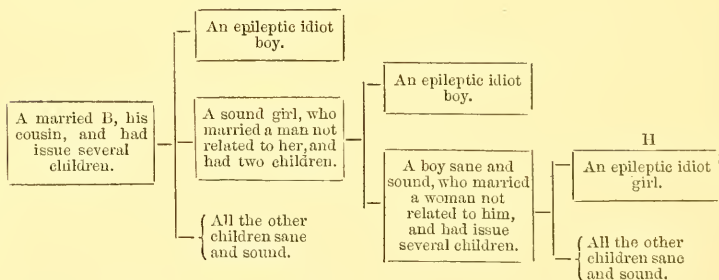 An epileptic idiot
boy.
A married B, his
cousin, and had
issue several
children.
A sound girl, who
married a man not
related to her, and
had two children.
All the other
children sane
and sound.
An epileptic idiot
boy.
A boy sane and
sound, who married
a woman not
related to him,
and had issue
several children.
H
An epileptic idiot
girl.
All the other
children sane
and sound.